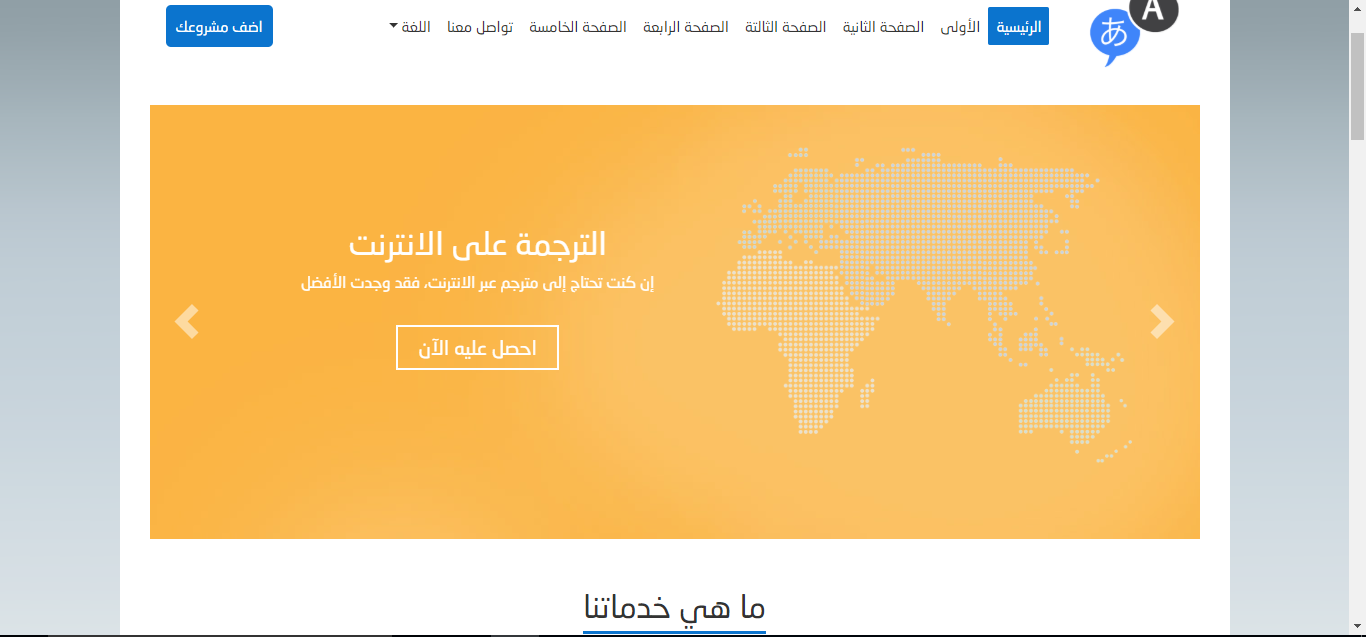 A
あ
الرئيسية الأولى الصفحة الثانية الصفحة الثالتة الصفحة الرابعة الصفحة الخامسة تواصل معنا اللغة
اضف مشروعك
الترجمة على الانترنت
إن كنت تحتاج إلى مترجم عبر الانترنت، فقد وجدت الأفضل
احصل عليه الآن
ما هي خدماتنا